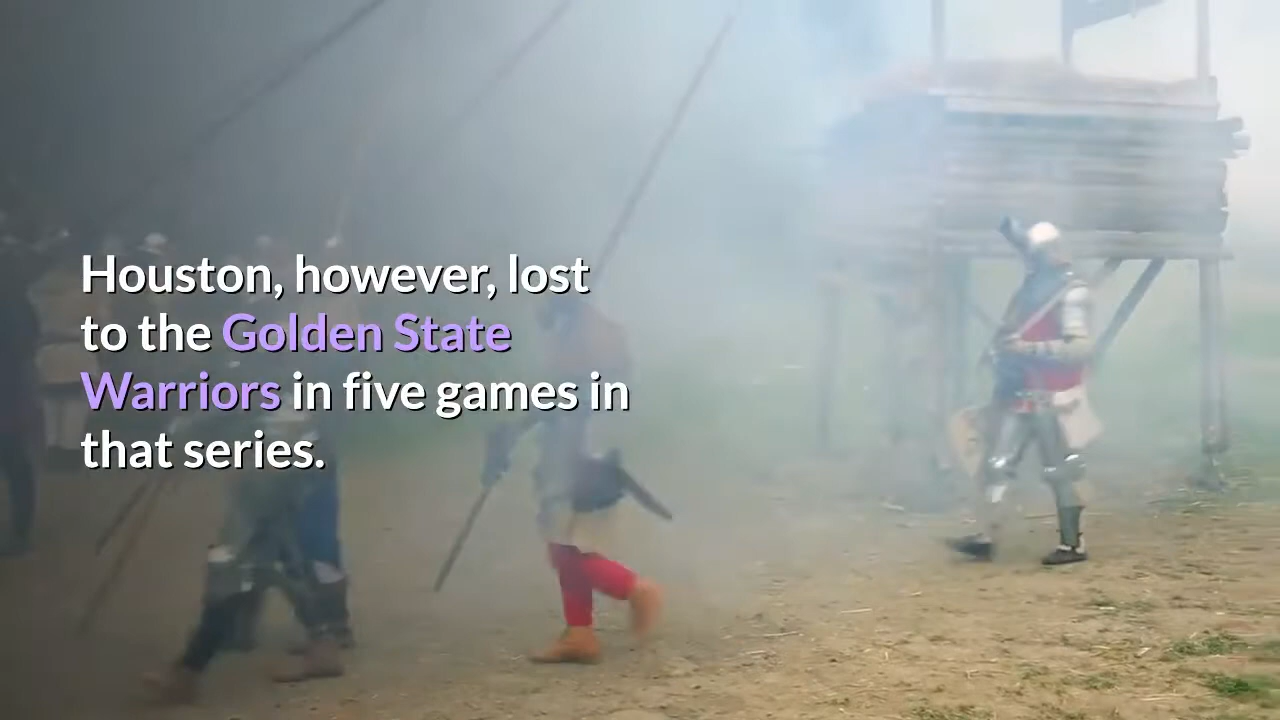 Houston, however, lost
to the Golden State
Warriors in five games in
that series.